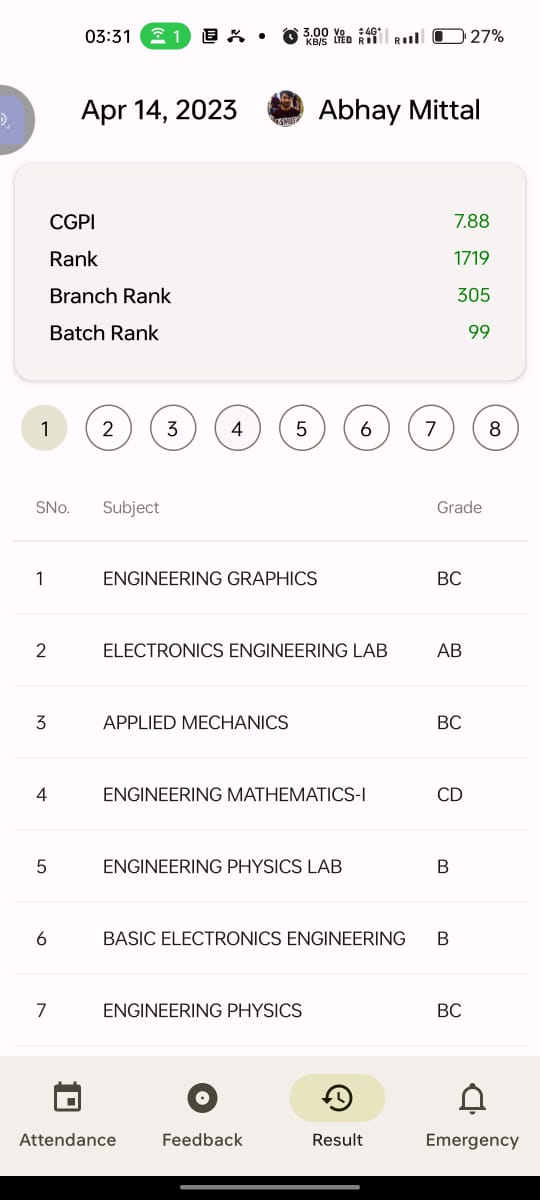 03:31 1 3.00 KB/S Vo LTED 4G+ R R 27%
Apr 14, 2023 Abhay Mittal
CGPI 7.88
Rank 1719
Branch Rank 305
Batch Rank 99
1 2 3 4 5 6 7 8
SNo. Subject Grade
1 ENGINEERING GRAPHICS BC
2 ELECTRONICS ENGINEERING LAB AB
3 APPLIED MECHANICS BC
4 ENGINEERING MATHEMATICS-I CD
5 ENGINEERING PHYSICS LAB B
6 BASIC ELECTRONICS ENGINEERING B
7 ENGINEERING PHYSICS BC
Attendance Feedback Result Emergency